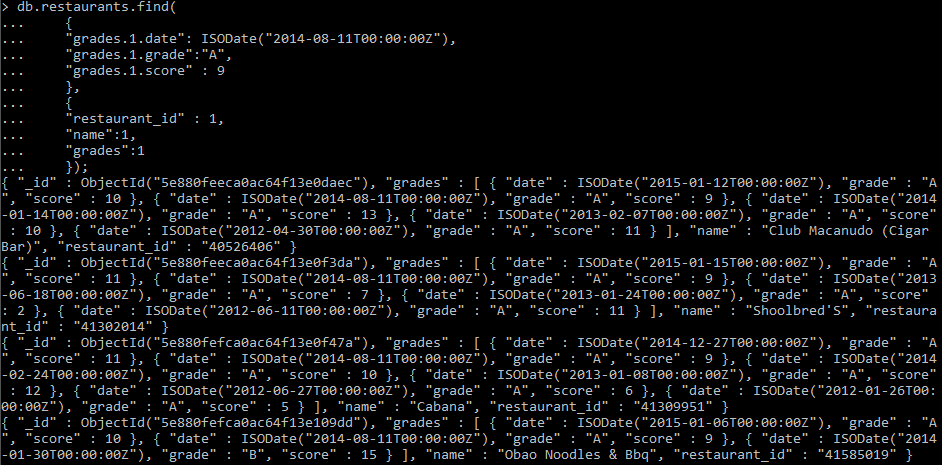 > db.restaurants.find(
...     {
...     "grades.1.date": ISODate("2014-08-11T00:00:00Z"),
...     "grades.1.grade":"A",
...     "grades.1.score" : 9
...     },
...     {
...     "restaurant_id" : 1,
...     "name":1,
...     "grades":1
...     });
{ "_id" : ObjectId("5e880feeca0ac64f13e0daec"), "grades" : [ { "date" : ISODate("2015-01-12T00:00:00Z"), "grade" : "A
", "score" : 10 }, { "date" : ISODate("2014-08-11T00:00:00Z"), "grade" : "A", "score" : 9 }, { "date" : ISODate("2014
-01-14T00:00:00Z"), "grade" : "A", "score" : 13 }, { "date" : ISODate("2013-02-07T00:00:00Z"), "grade" : "A", "score"
 : 10 }, { "date" : ISODate("2012-04-30T00:00:00Z"), "grade" : "A", "score" : 11 } ], "name" : "Club Macanudo (Cigar
Bar)", "restaurant_id" : "40526406" }
{ "_id" : ObjectId("5e880feeca0ac64f13e0f3da"), "grades" : [ { "date" : ISODate("2015-01-15T00:00:00Z"), "grade" : "A
", "score" : 11 }, { "date" : ISODate("2014-08-11T00:00:00Z"), "grade" : "A", "score" : 9 }, { "date" : ISODate("2013
-06-18T00:00:00Z"), "grade" : "A", "score" : 7 }, { "date" : ISODate("2013-01-24T00:00:00Z"), "grade" : "A", "score"
: 2 }, { "date" : ISODate("2012-06-11T00:00:00Z"), "grade" : "A", "score" : 11 } ], "name" : "Shoolbred'S", "restaura
nt_id" : "41302014" }
{ "_id" : ObjectId("5e880fefca0ac64f13e0f47a"), "grades" : [ { "date" : ISODate("2014-12-27T00:00:00Z"), "grade" : "A
", "score" : 11 }, { "date" : ISODate("2014-08-11T00:00:00Z"), "grade" : "A", "score" : 9 }, { "date" : ISODate("2014
-02-24T00:00:00Z"), "grade" : "A", "score" : 10 }, { "date" : ISODate("2013-01-08T00:00:00Z"), "grade" : "A", "score"
 : 12 }, { "date" : ISODate("2012-06-27T00:00:00Z"), "grade" : "A", "score" : 6 }, { "date" : ISODate("2012-01-26T00:
00:00Z"), "grade" : "A", "score" : 5 } ], "name" : "Cabana", "restaurant_id" : "41309951" }
{ "_id" : ObjectId("5e880fefca0ac64f13e109dd"), "grades" : [ { "date" : ISODate("2015-01-06T00:00:00Z"), "grade" : "A
", "score" : 10 }, { "date" : ISODate("2014-08-11T00:00:00Z"), "grade" : "A", "score" : 9 }, { "date" : ISODate("2014
-01-30T00:00:00Z"), "grade" : "B", "score" : 15 } ], "name" : "Obao Noodles & Bbq", "restaurant_id" : "41585019" }